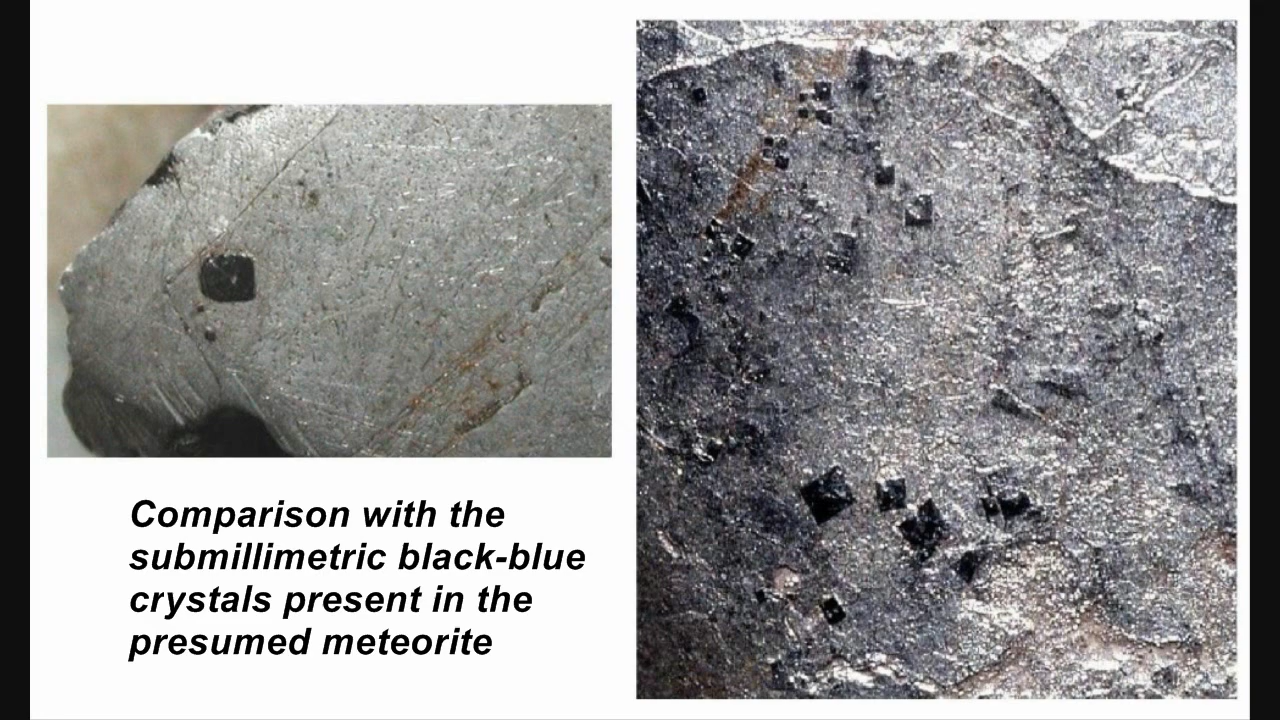 Comparison with the
submillimetric black-blue
crystals present in the
presumed meteorite